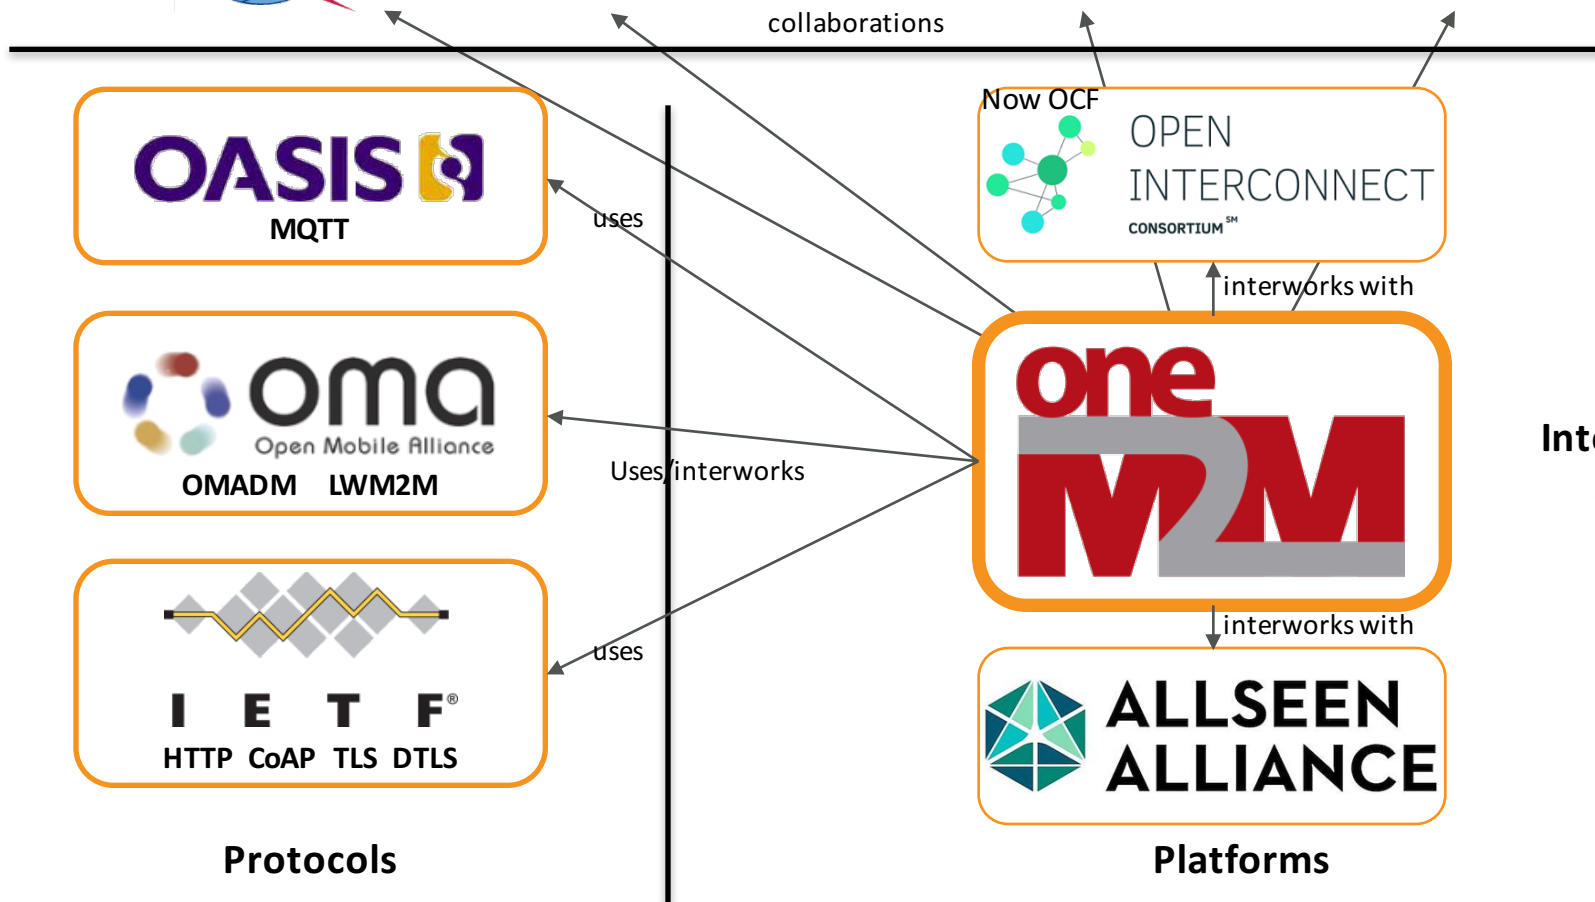 collaborations
OASIS
MQTT
uses
Now OCF
OPEN
INTERCONNECT
CONSORTIUM SM
interworks with
oma
Open Mobile Alliance
OMADM LWM2M
Uses/interworks
one
M2M
I E T F®
HTTP CoAP TLS DTLS
uses
interworks with
ALLSEEN
ALLIANCE
Protocols
Platforms